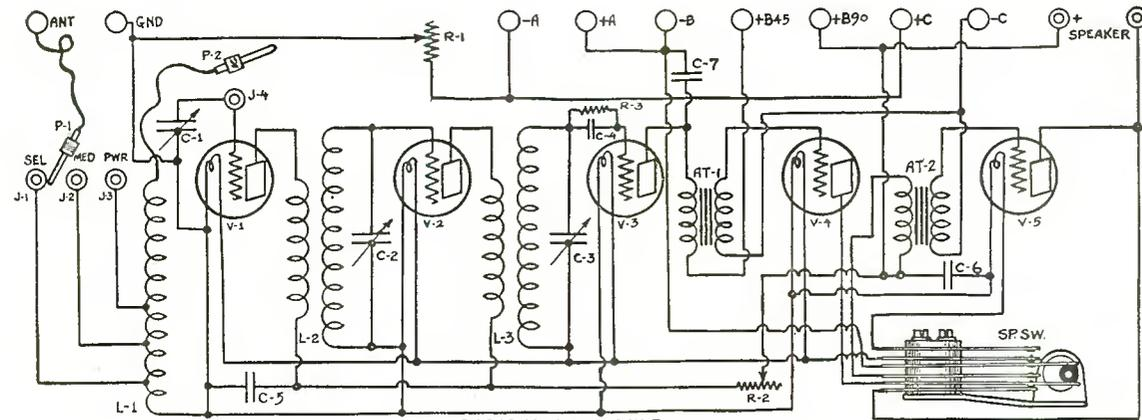 ANT
GND
-A
+A
-B
+B45
+B90
+C
-C
+
SPEAKER
R-1
P-2
C-7
J-4
R-3
C-4
P-1
C-1
SEL
MED
PWR
AT-1
AT-2
J-1
J-2
J-3
V-1
V-2
V-3
V-4
V-5
C-2
C-3
C-6
L-2
L-3
SP.SW.
C-5
R-2
L-1